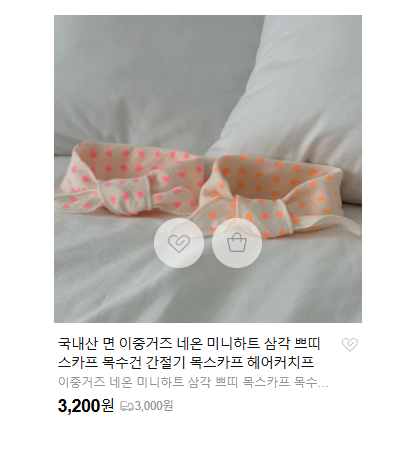 국내산 면 이중거즈 네온 미니하트 삼각 쁘띠
스카프 목수건 간절기 목스카프 헤어커치프
이중거즈 네온 미니하트 삼각 쁘띠 목스카프 목수...
3,200원 3,000원